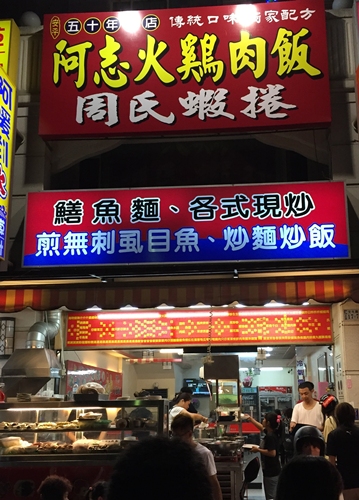 五十年老店 傳統口味獨家配方
阿志火鷄肉飯
周氏蝦捲
鱔魚麵、各式現炒
煎無刺虱目魚、炒麵炒飯